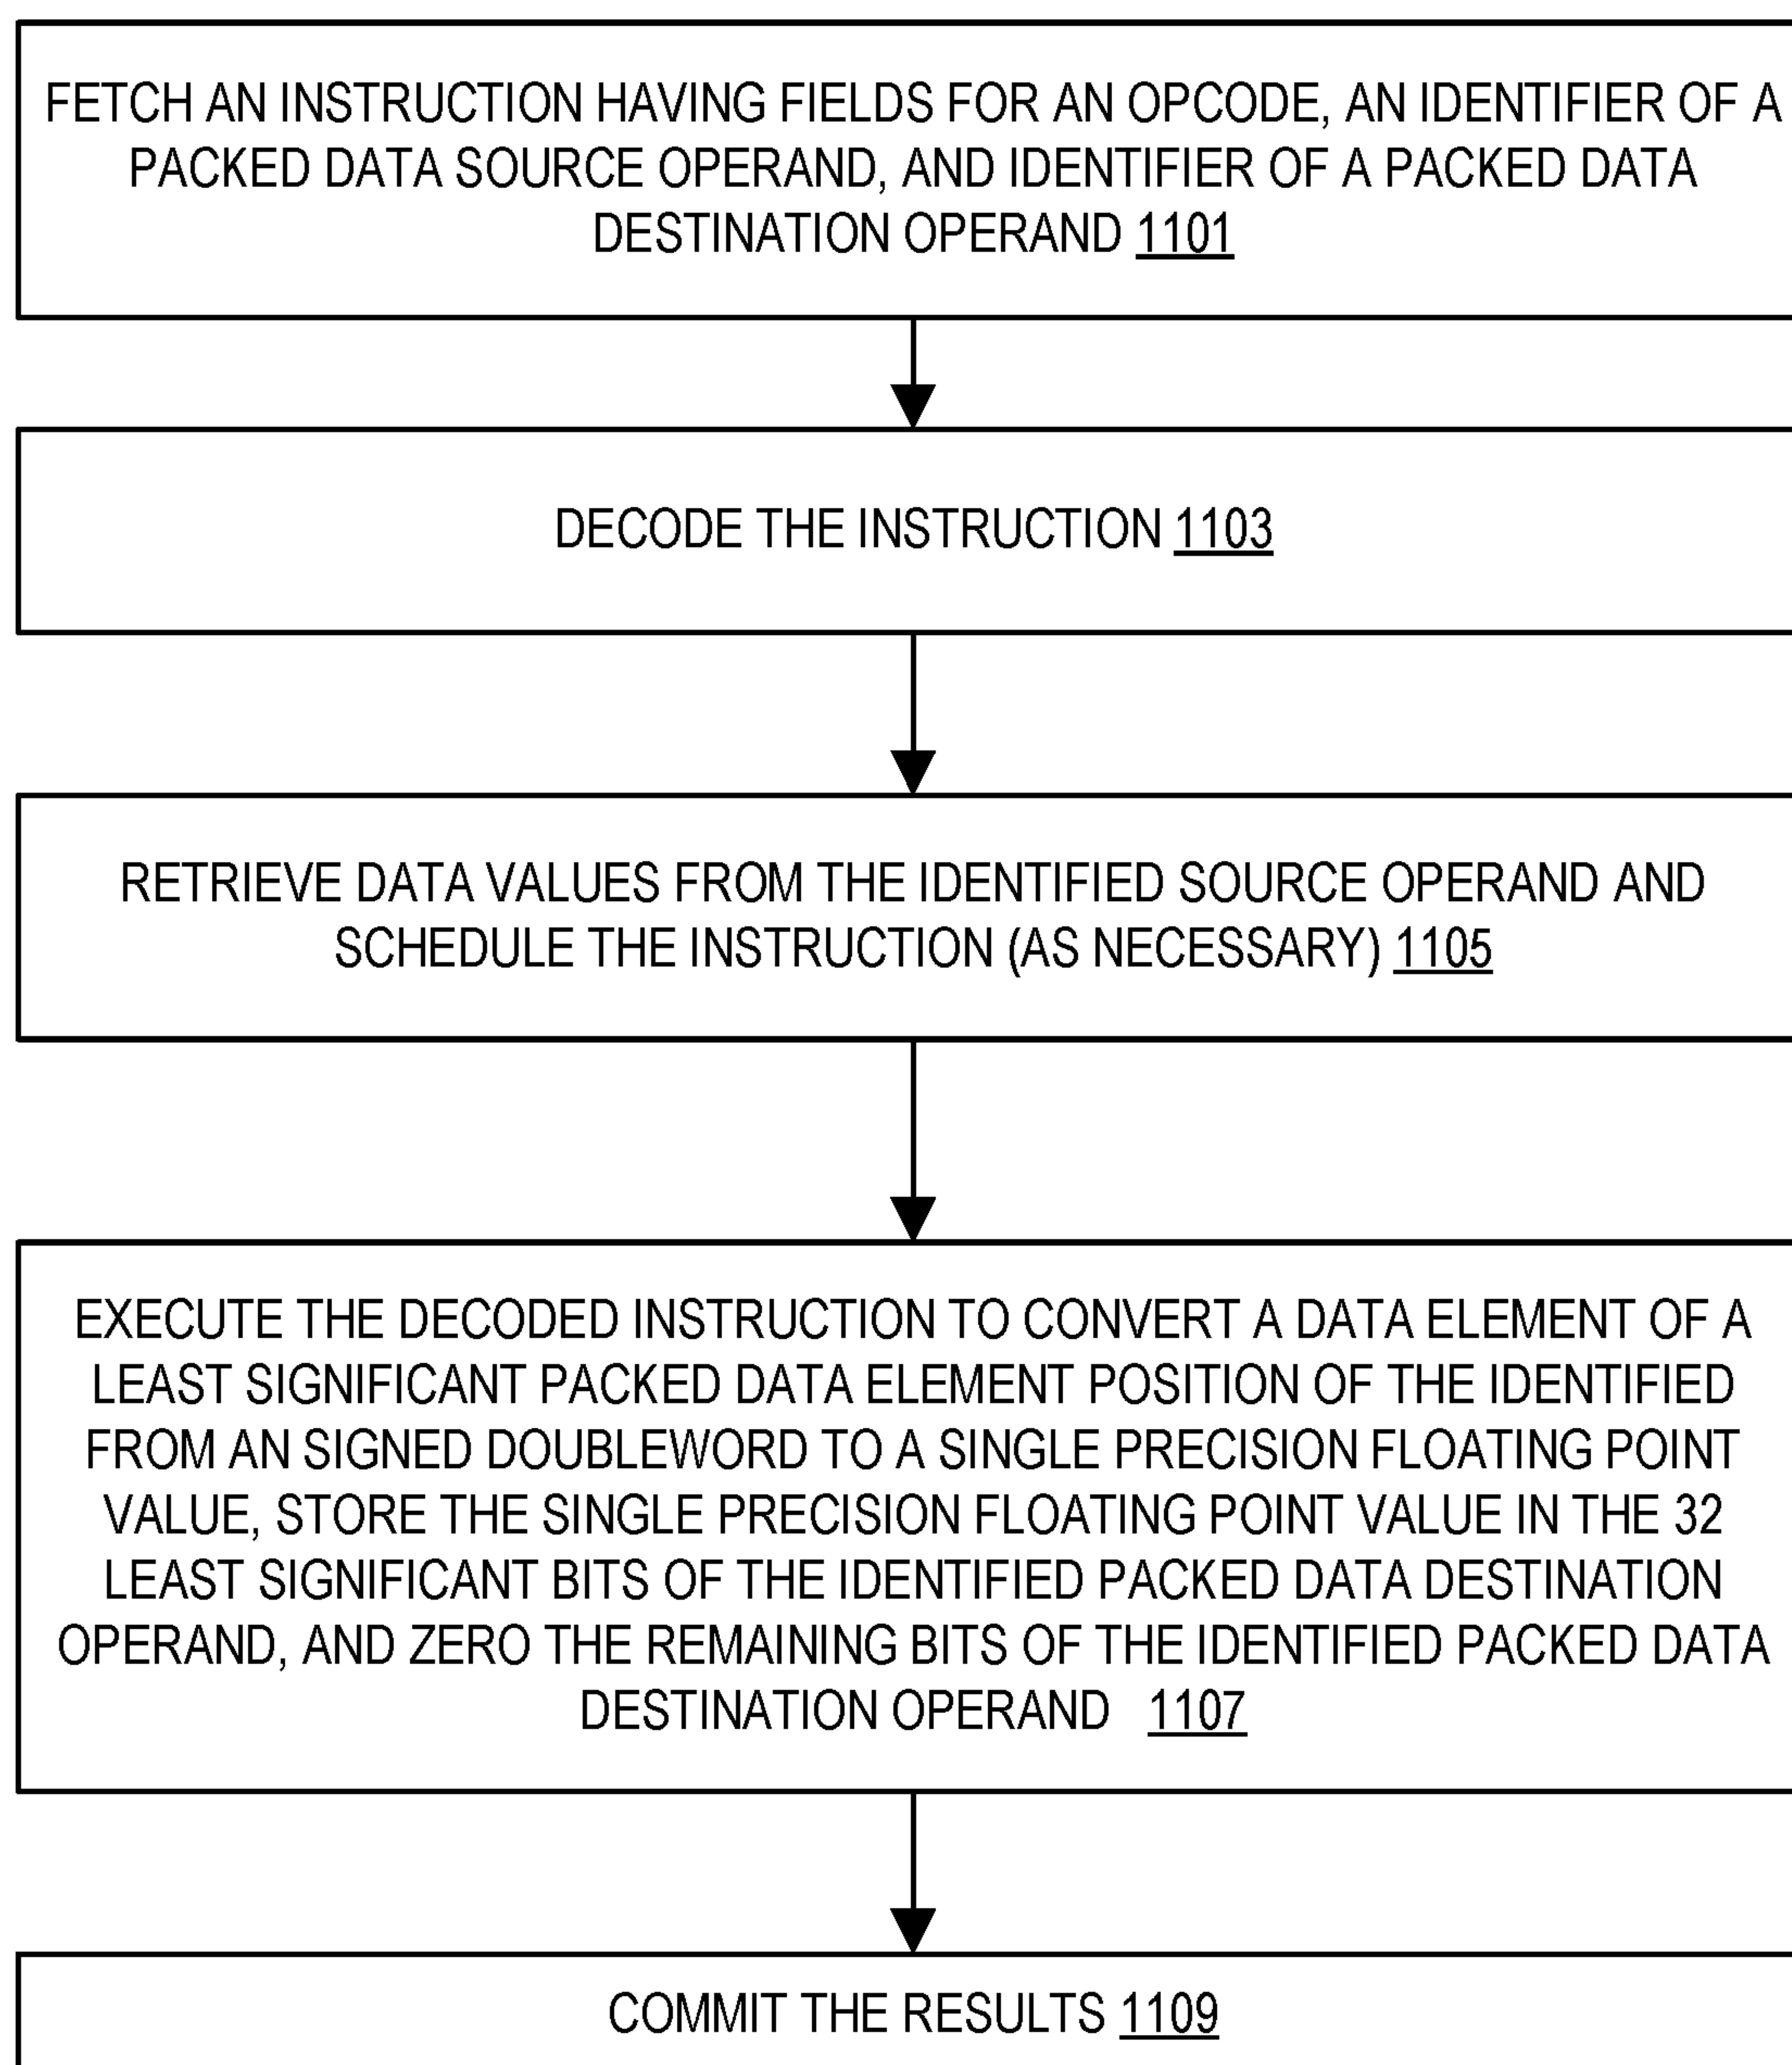 FETCH AN INSTRUCTION HAVING FIELDS FOR AN OPCODE, AN IDENTIFIER OF A
PACKED DATA SOURCE OPERAND, AND IDENTIFIER OF A PACKED DATA
DESTINATION OPERAND 1101
DECODE THE INSTRUCTION 1103
RETRIEVE DATA VALUES FROM THE IDENTIFIED SOURCE OPERAND AND
SCHEDULE THE INSTRUCTION (AS NECESSARY) 1105
EXECUTE THE DECODED INSTRUCTION TO CONVERT A DATA ELEMENT OF A
LEAST SIGNIFICANT PACKED DATA ELEMENT POSITION OF THE IDENTIFIED
FROM AN SIGNED DOUBLEWORD TO A SINGLE PRECISION FLOATING POINT
VALUE, STORE THE SINGLE PRECISION FLOATING POINT VALUE IN THE 32
LEAST SIGNIFICANT BITS OF THE IDENTIFIED PACKED DATA DESTINATION
OPERAND, AND ZERO THE REMAINING BITS OF THE IDENTIFIED PACKED DATA
DESTINATION OPERAND 1107
COMMIT THE RESULTS 1109